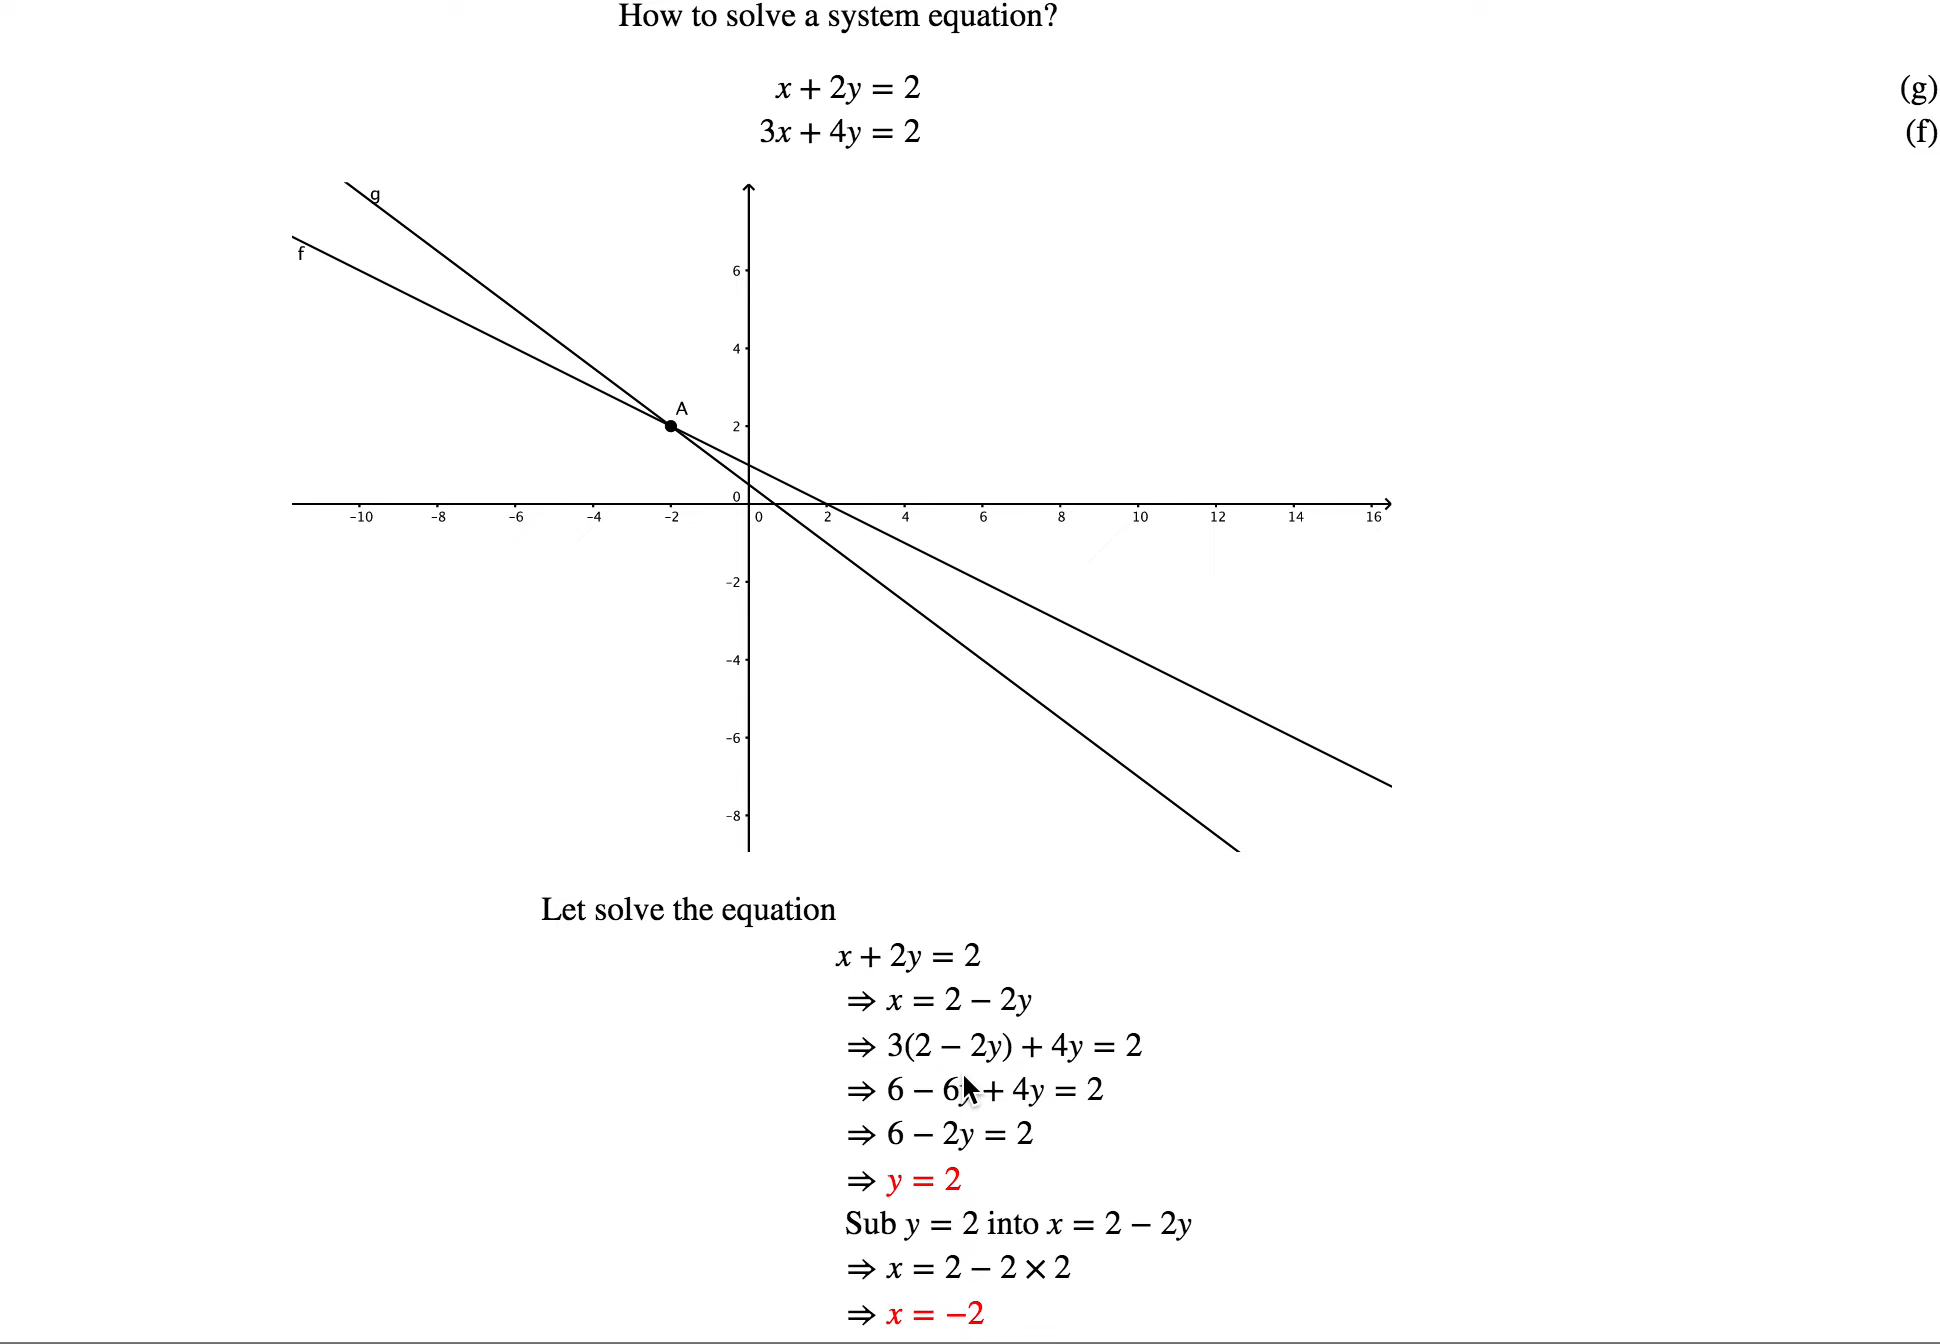 How to solve a system equation?
x + 2y = 2 (g)
3x + 4y = 2 (f)
g
f
6
4
A
2
0
-10 -8 -6 -4 -2 0 2 4 6 8 10 12 14 16
-2
-4
-6
-8
Let solve the equation
x + 2y = 2
⇒ x = 2 − 2y
⇒ 3(2 − 2y) + 4y = 2
⇒ 6 − 6y + 4y = 2
⇒ 6 − 2y = 2
⇒ y = 2
Sub y = 2 into x = 2 − 2y
⇒ x = 2 − 2 × 2
⇒ x = −2